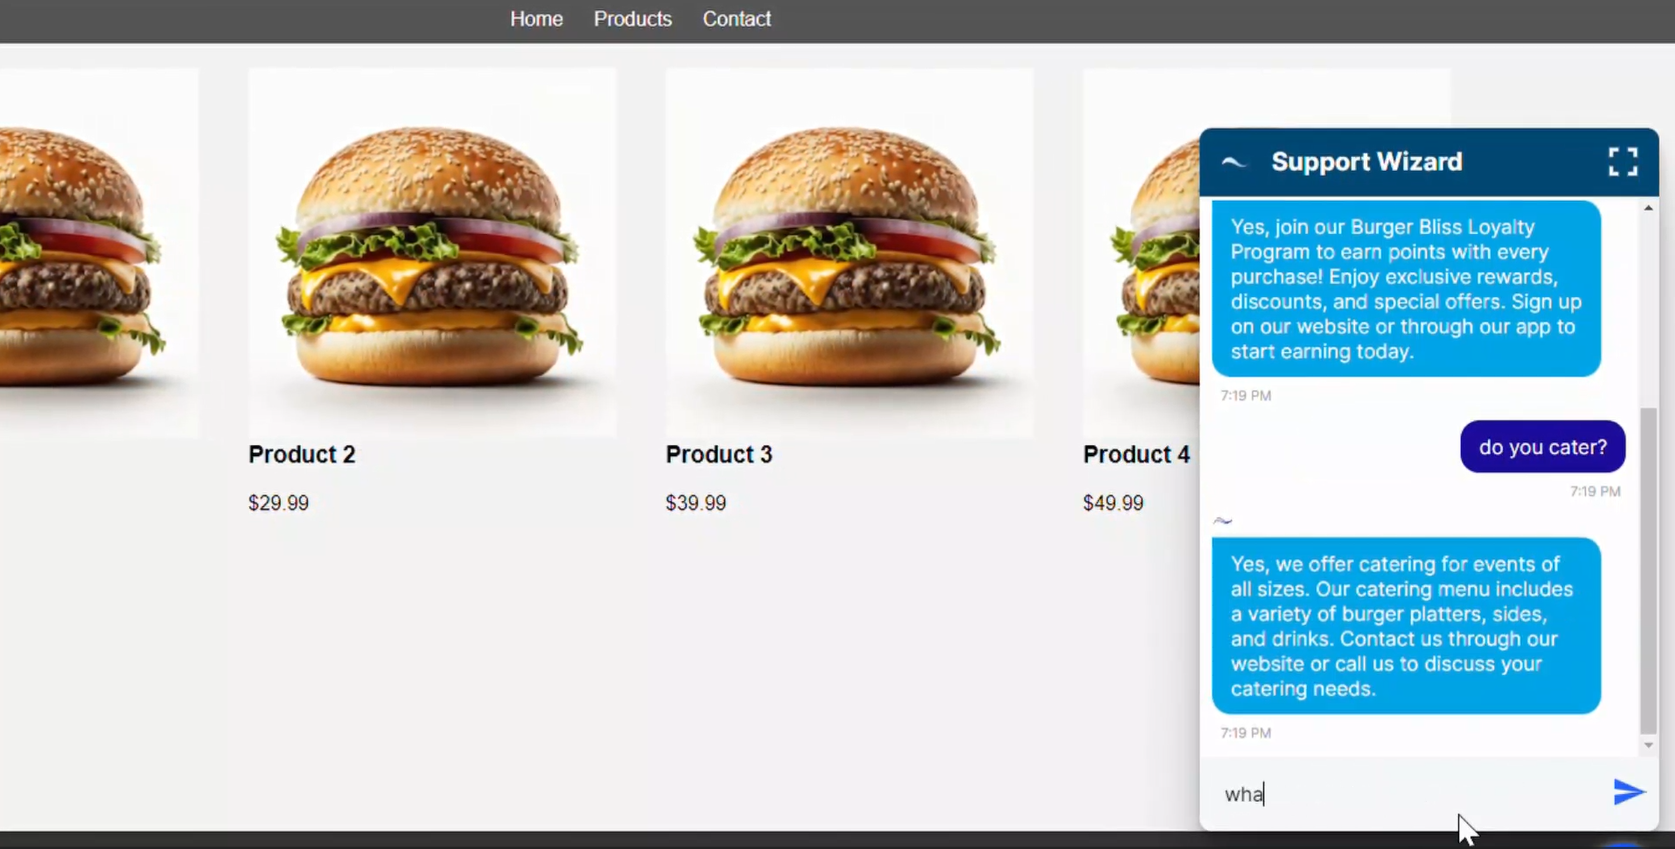 Home Products Contact
Product 2
$29.99
Product 3
$39.99
Product 4
$49.99
Support Wizard
Yes, join our Burger Bliss Loyalty
Program to earn points with every
purchase! Enjoy exclusive rewards,
discounts, and special offers. Sign up
on our website or through our app to
start earning today.
7:19 PM
do you cater?
7:19 PM
Yes, we offer catering for events of
all sizes. Our catering menu includes
a variety of burger platters, sides,
and drinks. Contact us through our
website or call us to discuss your
catering needs.
7:19 PM
wha